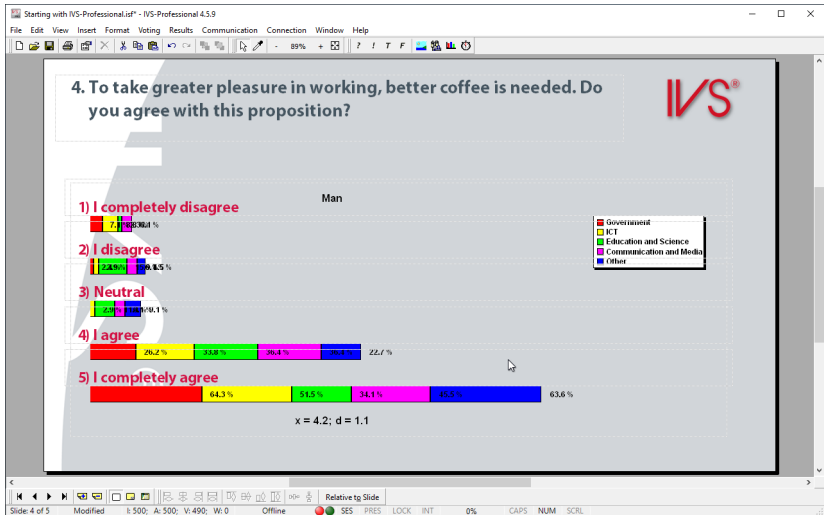 Starting with IVS-Professional.isf* - IVS-Professional 4.5.9
File Edit View Insert Format Voting Results Communication Connection Window Help
- 89% + ? ! T F
4. To take greater pleasure in working, better coffee is needed. Do
you agree with this proposition?
IVS®
Man
1) I completely disagree
Government
ICT
Education and Science
Communication and Media
Other
2) I disagree
3) Neutral
2.9%
4) I agree
26.2 % 33.8 % 36.4 % 22.7 %
5) I completely agree
64.3 % 51.5 % 34.1 % 63.6 %
x = 4.2; d = 1.1
Relative to Slide
Slide: 4 of 5 Modified I: 500; A: 500; V: 490; W: 0 Offline SES PRES LOCK INT 0% CAPS NUM SCRL